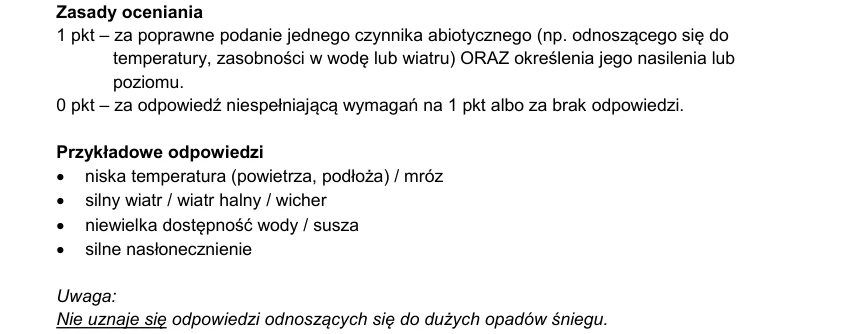 Zasady oceniania
1 pkt – za poprawne podanie jednego czynnika abiotycznego (np. odnoszącego się do
temperatury, zasobności w wodę lub wiatru) ORAZ określenia jego nasilenia lub
poziomu.
0 pkt – za odpowiedź niespełniającą wymagań na 1 pkt albo za brak odpowiedzi.
Przykładowe odpowiedzi
• niska temperatura (powietrza, podłoża) / mróz
• silny wiatr / wiatr halny / wicher
• niewielka dostępność wody / susza
• silne nasłonecznienie
Uwaga:
Nie uznaje się odpowiedzi odnoszących się do dużych opadów śniegu.